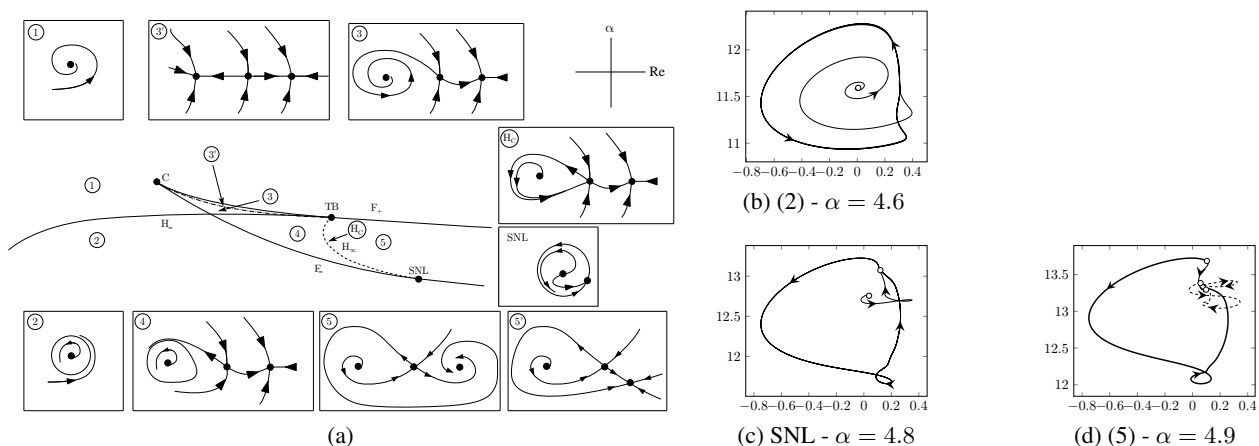 ①
③'
③
α
Re
H_C
③'
C
①
③
TB
F₊
H₋
④
H_C
⑤
②
H∞
SNL
E₋
SNL
②
④
⑤
⑤'
(a)
12
11.5
11
−0.8 −0.6 −0.4 −0.2 0 0.2 0.4
(b) (2) - α = 4.6
13
12.5
12
−0.8 −0.6 −0.4 −0.2 0 0.2 0.4
(c) SNL - α = 4.8
13.5
13
12.5
12
−0.8 −0.6 −0.4 −0.2 0 0.2 0.4
(d) (5) - α = 4.9